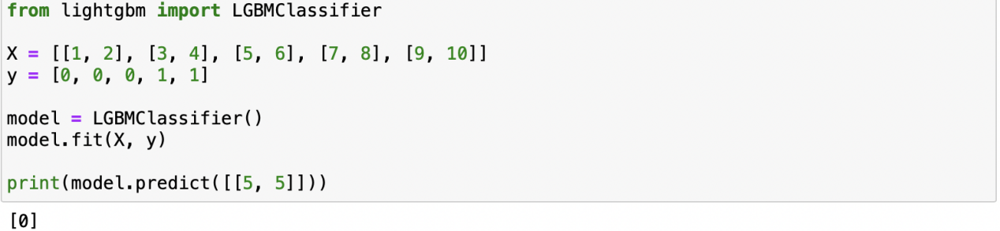 from lightgbm import LGBMClassifier
X = [[1, 2], [3, 4], [5, 6], [7, 8], [9, 10]]
y = [0, 0, 0, 1, 1]
model = LGBMClassifier()
model.fit(X, y)
print(model.predict([[5, 5]]))
[0]